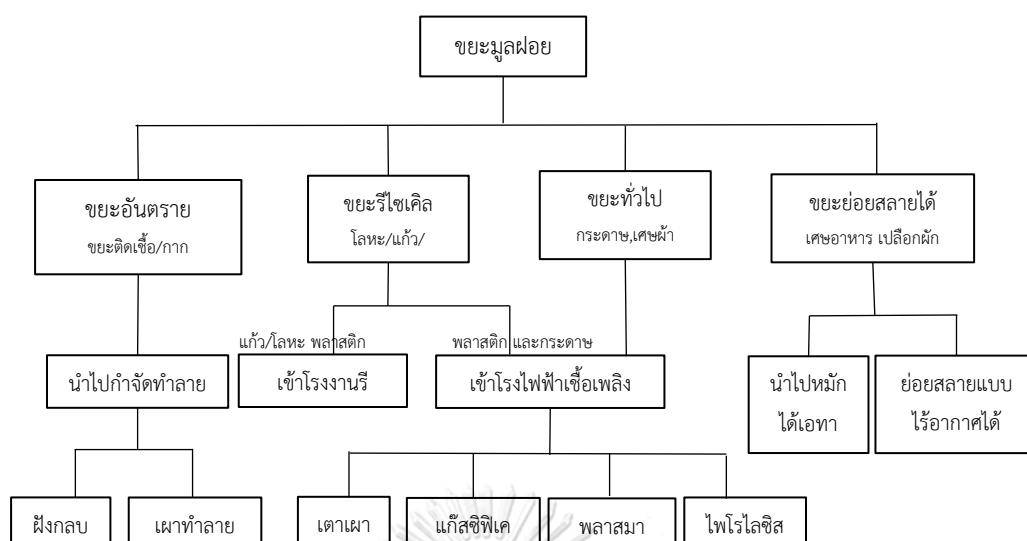 ขยะมูลฝอย
ขยะอันตราย
ขยะติดเชื้อ/กาก
ขยะรีไซเคิล
โลหะ/แก้ว/
ขยะทั่วไป
กระดาษ,เศษผ้า
ขยะย่อยสลายได้
เศษอาหาร เปลือกผัก
แก้ว/โลหะ พลาสติก
พลาสติก และกระดาษ
นำไปกำจัดทำลาย
เข้าโรงงานรี
เข้าโรงไฟฟ้าเชื้อเพลิง
นำไปหมัก
ได้เอทา
ย่อยสลายแบบ
ไร้อากาศได้
ฝังกลบ
เผาทำลาย
เตาเผา
แก๊สซิฟิเค
พลาสมา
ไพโรไลซิส